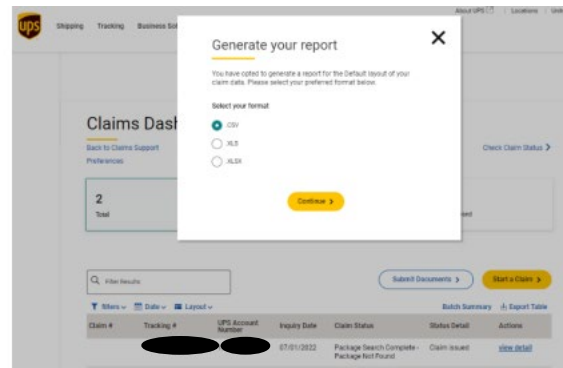 About UPS | Locations |
ups
Shipping Tracking Business
Generate your report
You have opted to generate a report for the Default layout of your
claim data. Please select your preferred format below.
Select your format
CSV
XLS
XLSX
Continue >
Claims Dash
Back to Claims Support
Preferences
Check Claim Status >
2
Total
Filter Results
Submit Documents >
Start a Claim >
Filters Date Layout
Batch Summary Export Table
Claim # Tracking # UPS Account Number Inquiry Date Claim Status Status Detail Actions
07/01/2022 Package Search Complete - Claim Issued view detail
Package Not Found